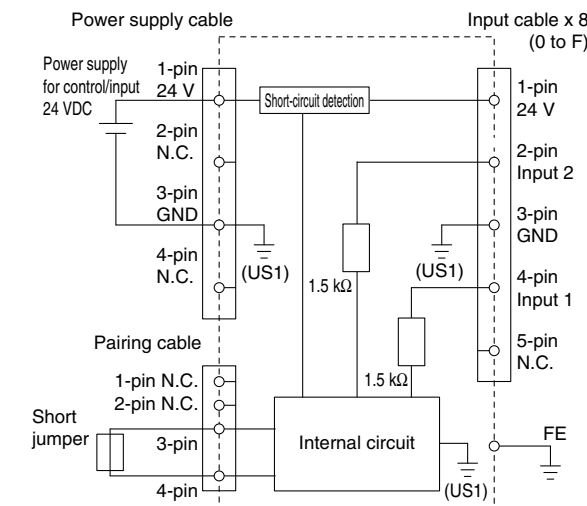 Power supply cable
Input cable x 8
(0 to F)
Power supply
for control/input
24 VDC
1-pin
24 V
2-pin
N.C.
3-pin
GND
4-pin
N.C.
Short-circuit detection
(US1)
1.5 kΩ
(US1)
1.5 kΩ
1-pin
24 V
2-pin
Input 2
3-pin
GND
4-pin
Input 1
5-pin
N.C.
Pairing cable
1-pin N.C.
2-pin N.C.
Short
jumper
3-pin
4-pin
Internal circuit
(US1)
FE